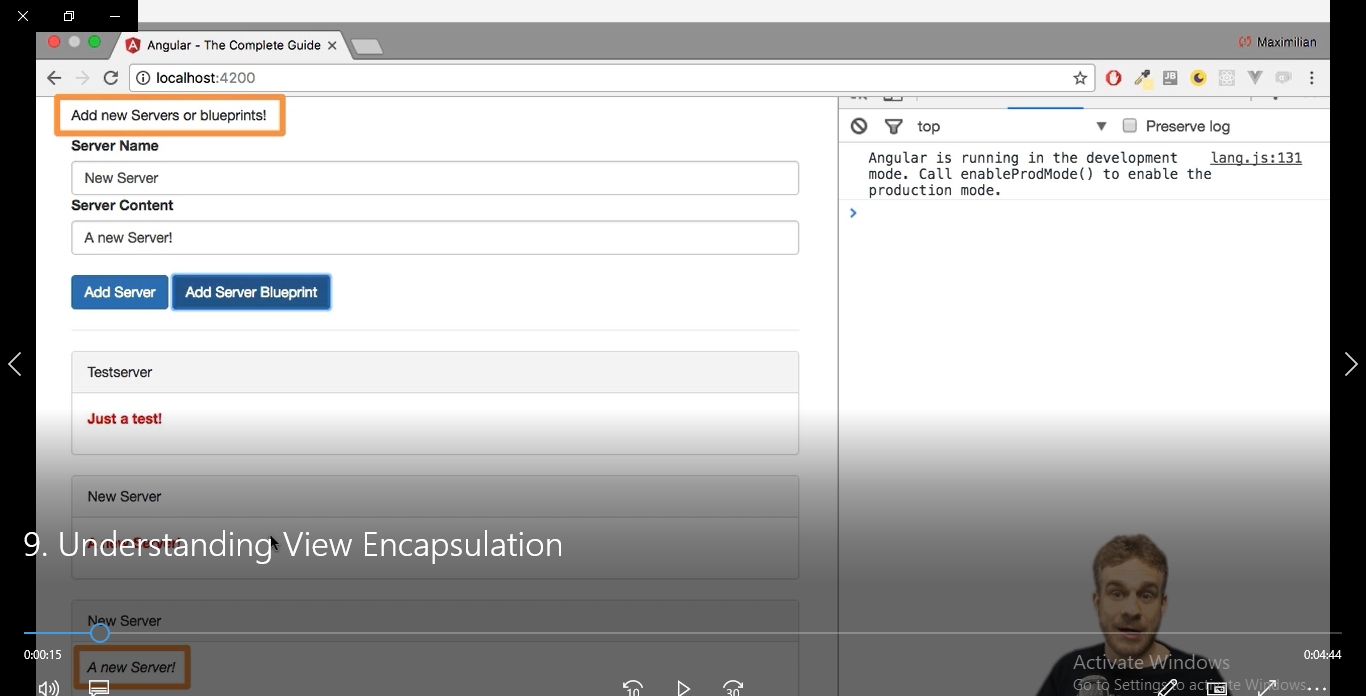 Angular - The Complete Guide
Maximilian
localhost:4200
Add new Servers or blueprints!
Server Name
New Server
Server Content
A new Server!
Add Server
Add Server Blueprint
top
Preserve log
Angular is running in the development
lang.js:131
mode. Call enableProdMode() to enable the
production mode.
Testserver
Just a test!
New Server
A new Server!
9. Understanding View Encapsulation
New Server
A new Server!
0:00:15
0:04:44
Activate Windows
Go to Settings to activate Windows.
10
30